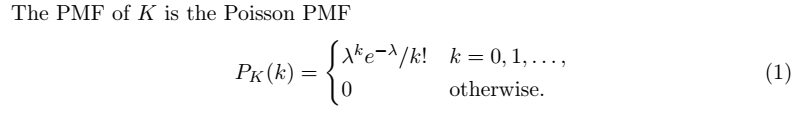 The PMF of K is the Poisson PMF
P_K(k) = { λ^k e^{−λ}/k!   k = 0, 1, . . . ,
0   otherwise.   (1)